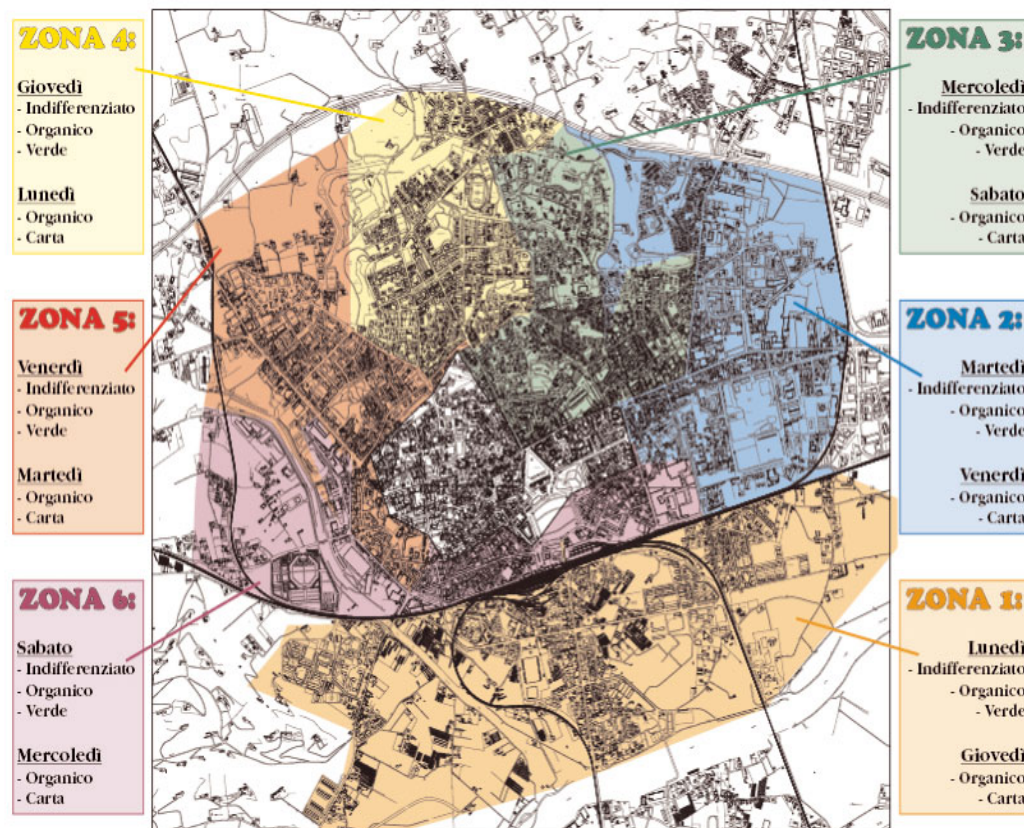 ZONA 4:
Giovedì
- Indifferenziato
- Organico
- Verde
Lunedì
- Organico
- Carta
ZONA 5:
Venerdì
- Indifferenziato
- Organico
- Verde
Martedì
- Organico
- Carta
ZONA 6:
Sabato
- Indifferenziato
- Organico
- Verde
Mercoledì
- Organico
- Carta
ZONA 3:
Mercoledì
- Indifferenziato
- Organico
- Verde
Sabato
- Organico
- Carta
ZONA 2:
Martedì
- Indifferenziato
- Organico
- Verde
Venerdì
- Organico
- Carta
ZONA 1:
Lunedì
- Indifferenziato
- Organico
- Verde
Giovedì
- Organico
- Carta